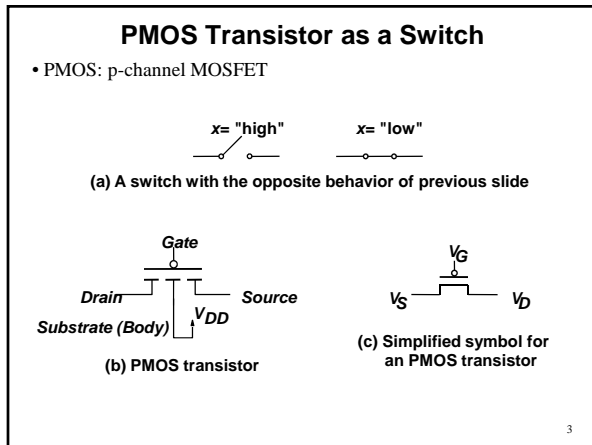 PMOS Transistor as a Switch
• PMOS: p-channel MOSFET
x= "high" x= "low"
(a) A switch with the opposite behavior of previous slide
Gate
Drain Source
Substrate (Body) VDD
(b) PMOS transistor
VG
VS VD
(c) Simplified symbol for
an PMOS transistor
3